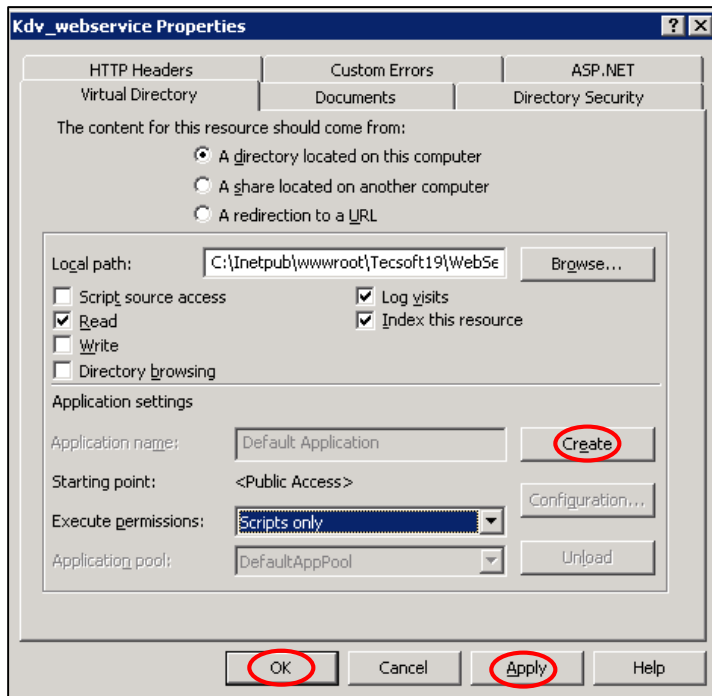 Kdv_webservice Properties
HTTP Headers Custom Errors ASP.NET
Virtual Directory Documents Directory Security
The content for this resource should come from:
A directory located on this computer
A share located on another computer
A redirection to a URL
Local path: C:\Inetpub\wwwroot\Tecsoft19\WebSe Browse...
Script source access Log visits
Read Index this resource
Write
Directory browsing
Application settings
Application name: Default Application Create
Starting point: <Public Access> Configuration...
Execute permissions: Scripts only
Application pool: DefaultAppPool Unload
OK Cancel Apply Help